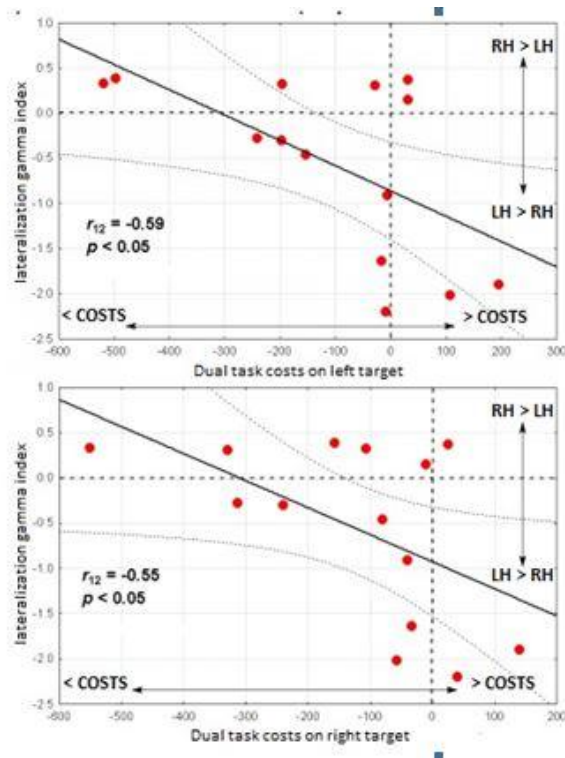 1.0
0.5
0.0
-0.5
-1.0
-1.5
-2.0
-2.5
lateralization gamma index
RH > LH
LH > RH
r12 = -0.59
p < 0.05
< COSTS > COSTS
-600 -500 -400 -300 -200 -100 0 100 200 300
Dual task costs on left target
1.0
0.5
0.0
-0.5
-1.0
-1.5
-2.0
-2.5
lateralization gamma index
RH > LH
LH > RH
r12 = -0.55
p < 0.05
< COSTS > COSTS
-600 -500 -400 -300 -200 -100 0 100 200
Dual task costs on right target